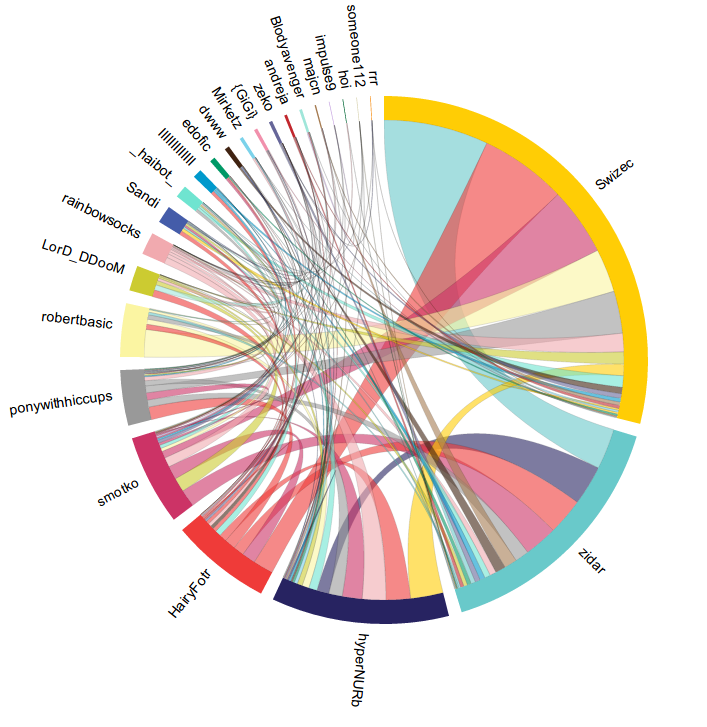 Swizec
zidar
hyperNURb
HairyFotr
smotko
ponywithhiccups
robertbasic
LorD_DDooM
rainbowsocks
Sandi
_haibot_
edofic
dwww
Mirketz
{GiGi}
zeko
andreja
Blodyavenger
majcn
impulse9
hoi
someone112
rrr